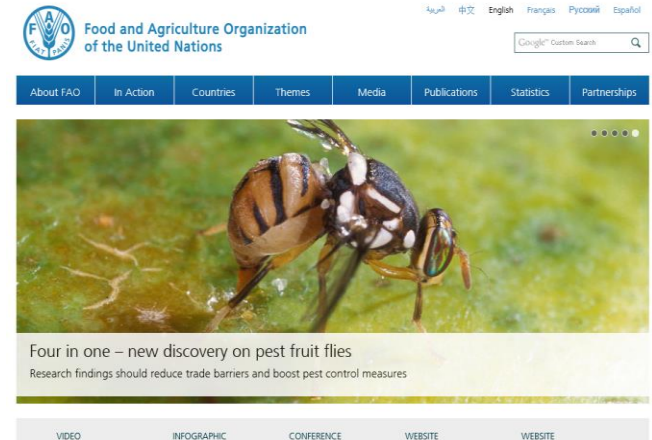 العربية 中文 English Français Русский Español
F A O
FIAT PANIS
Food and Agriculture Organization
of the United Nations
Google™ Custom Search
About FAO In Action Countries Themes Media Publications Statistics Partnerships
Four in one – new discovery on pest fruit flies
Research findings should reduce trade barriers and boost pest control measures
VIDEO INFOGRAPHIC CONFERENCE WEBSITE WEBSITE